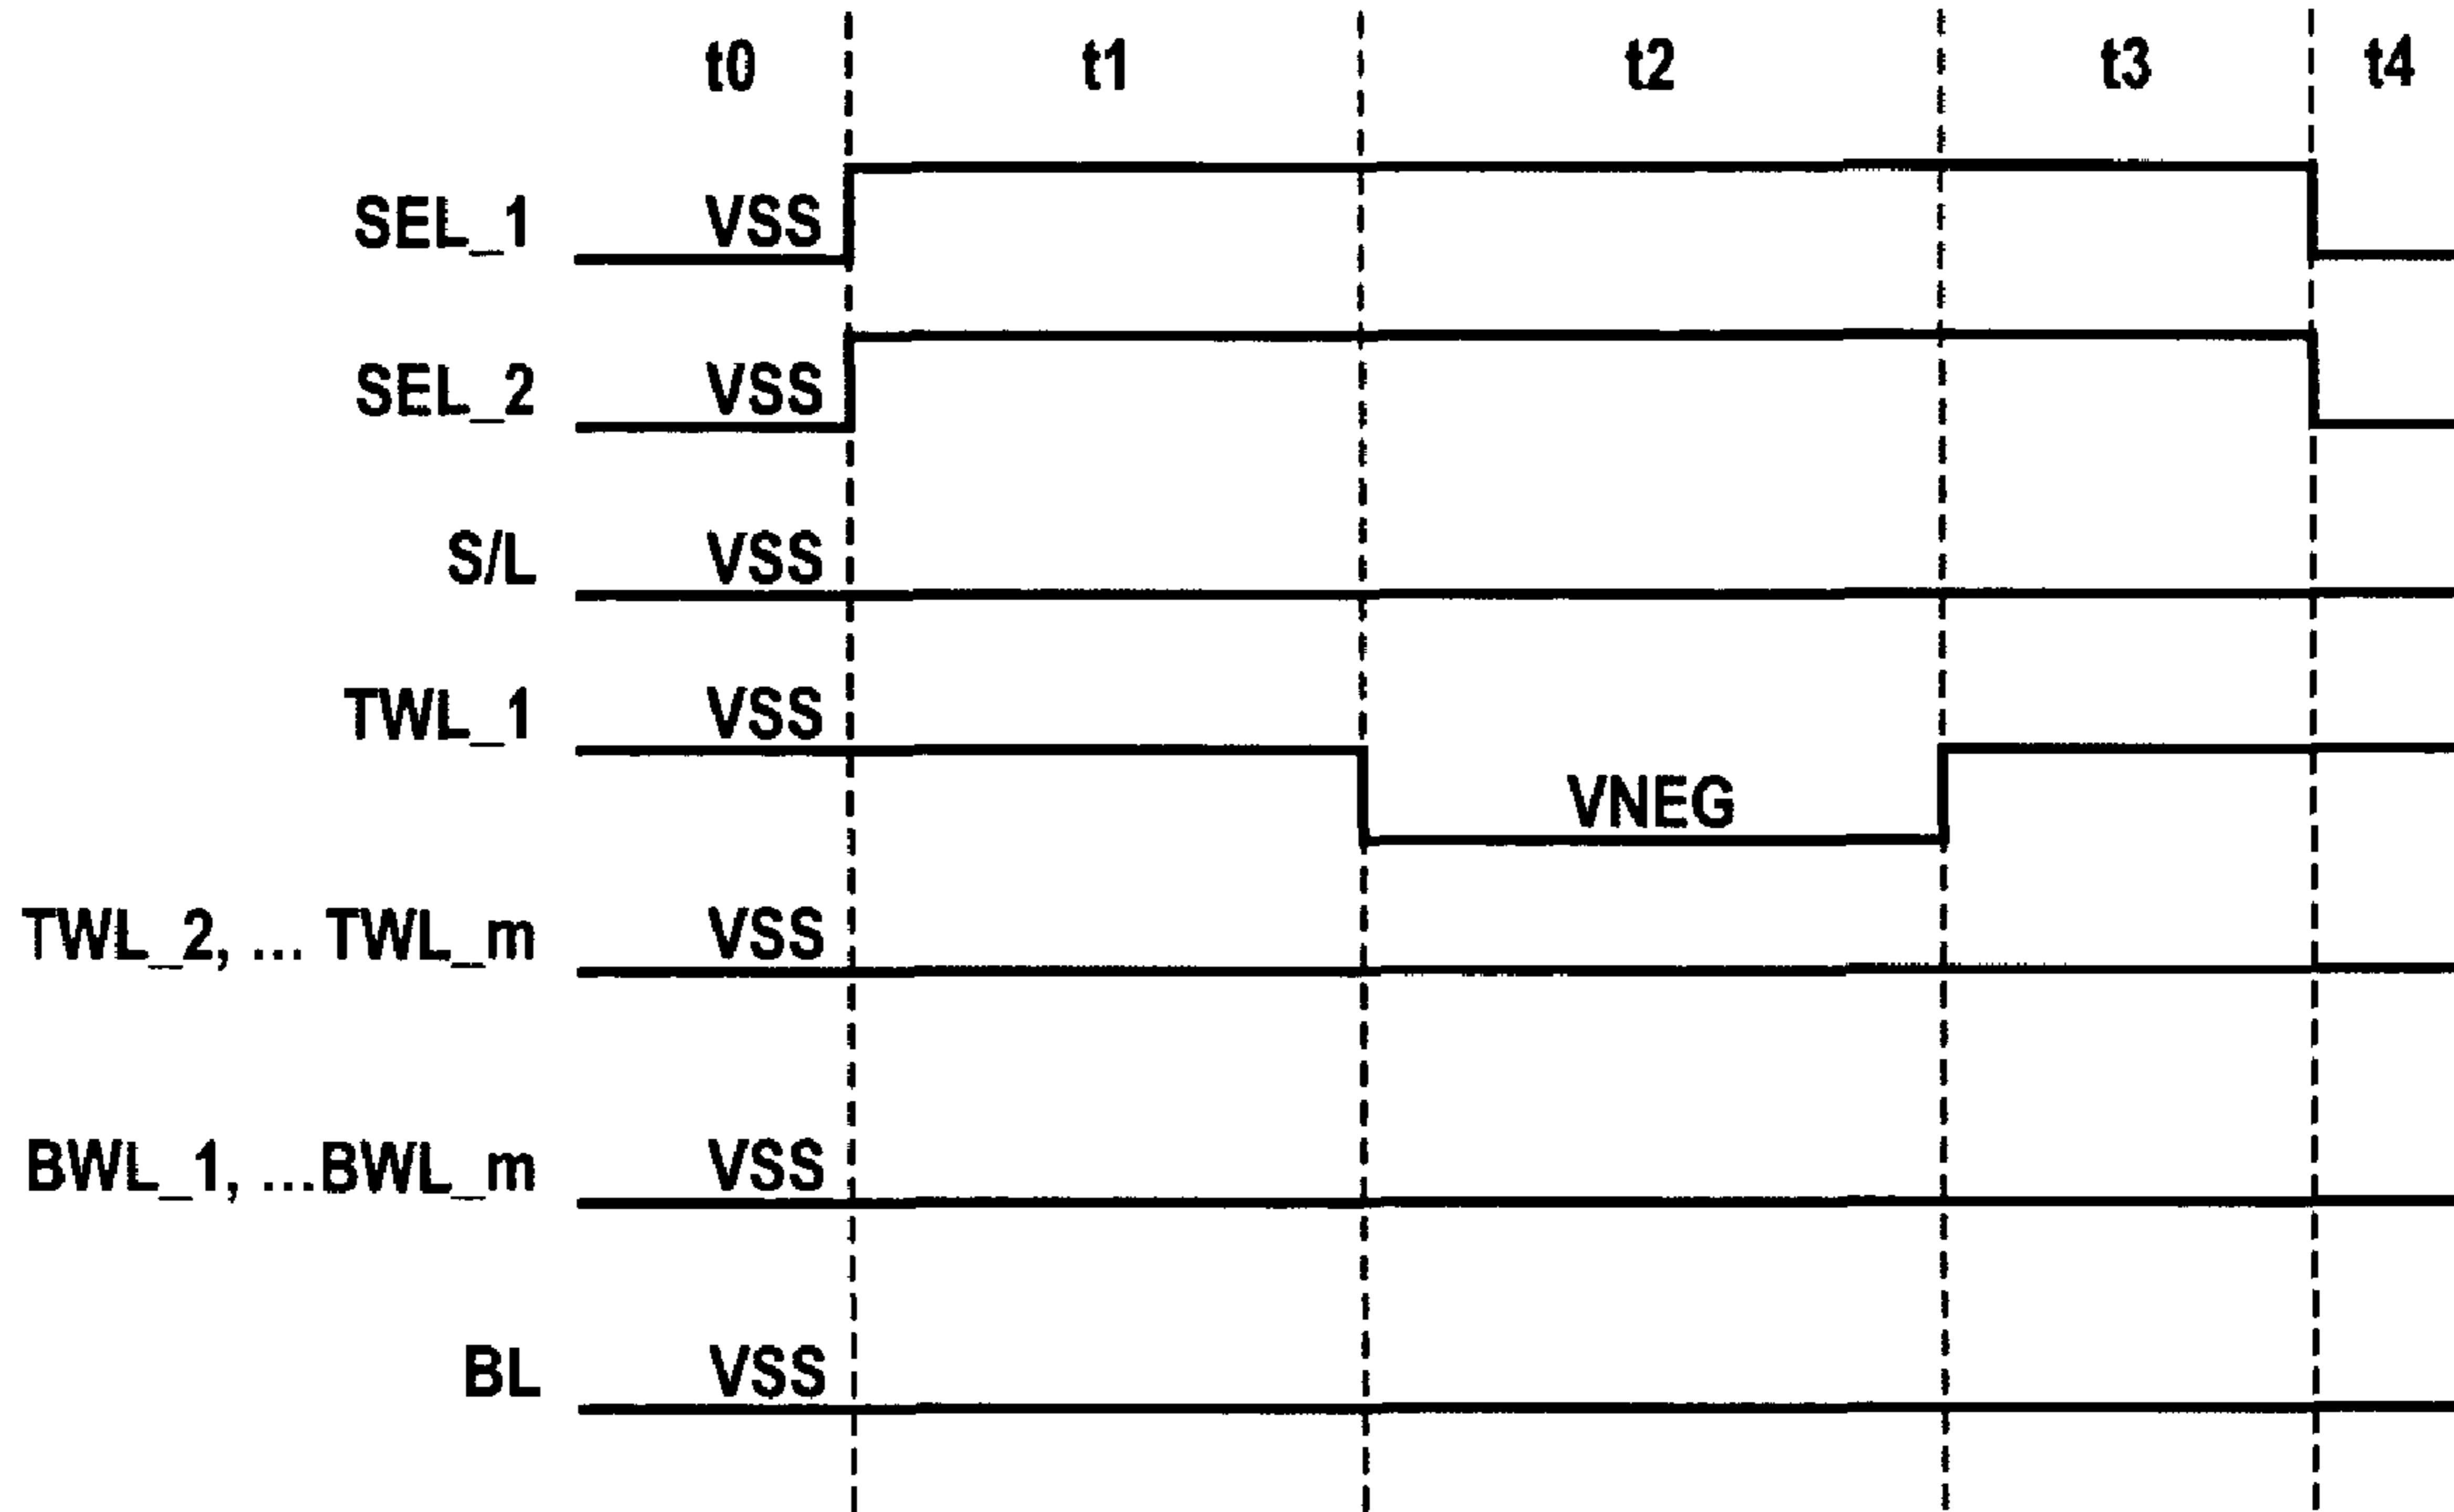 t0 t1 t2 t3 t4
SEL_1 VSS
SEL_2 VSS
S/L VSS
TWL_1 VSS
VNEG
TWL_2, ... TWL_m VSS
BWL_1, ...BWL_m VSS
BL VSS